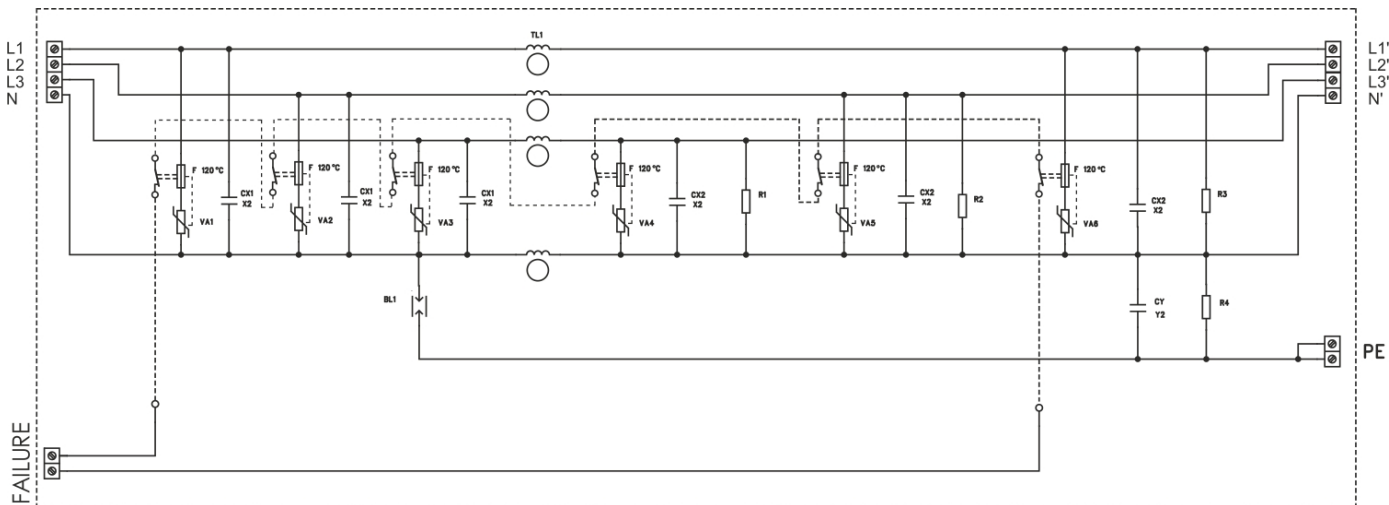 TL1
L1
L2
L3
N
L1'
L2'
L3'
N'
F 120°C
F 120°C
F 120°C
F 120°C
F 120°C
F 120°C
CX1
X2
VA1
CX1
X2
VA2
CX1
X2
VA3
CX2
X2
R1
VA4
CX2
X2
R2
VA5
CX2
X2
R3
VA6
BL1
CY
Y2
R4
PE
FAILURE